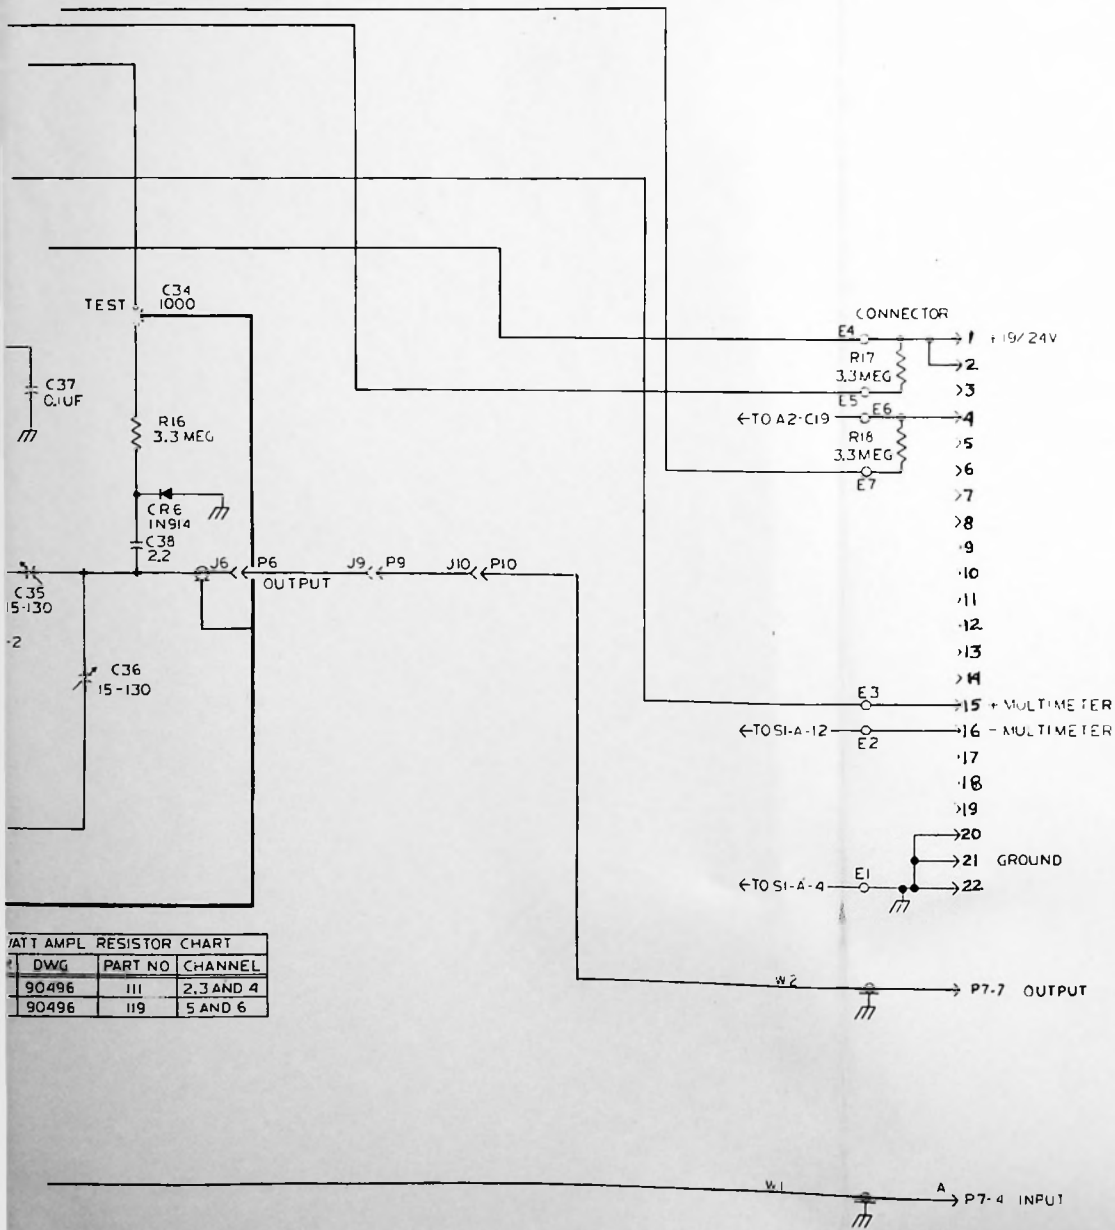 C34
1000
TEST
C37
0.1UF
R16
3.3 MEG
CR6
1N914
C38
2.2
J6
P6
OUTPUT
J9
P9
J10
P10
C35
15-130
-2
C36
15-130
CONNECTOR
E4
1 +19/24V
R17
3.3MEG
2
3
E5
←TO A2-C19
E6
4
R18
3.3MEG
5
6
E7
7
8
9
10
11
12
13
14
E3
15 + MULTIMETER
←TO S1-A-12
E2
16 - MULTIMETER
17
18
19
20
21 GROUND
←TO S1-A-4
E1
22
WATT AMPL RESISTOR CHART
DWG PART NO CHANNEL
90496 111 2,3 AND 4
90496 119 5 AND 6
W2
P7-7 OUTPUT
W1
A
P7-4 INPUT